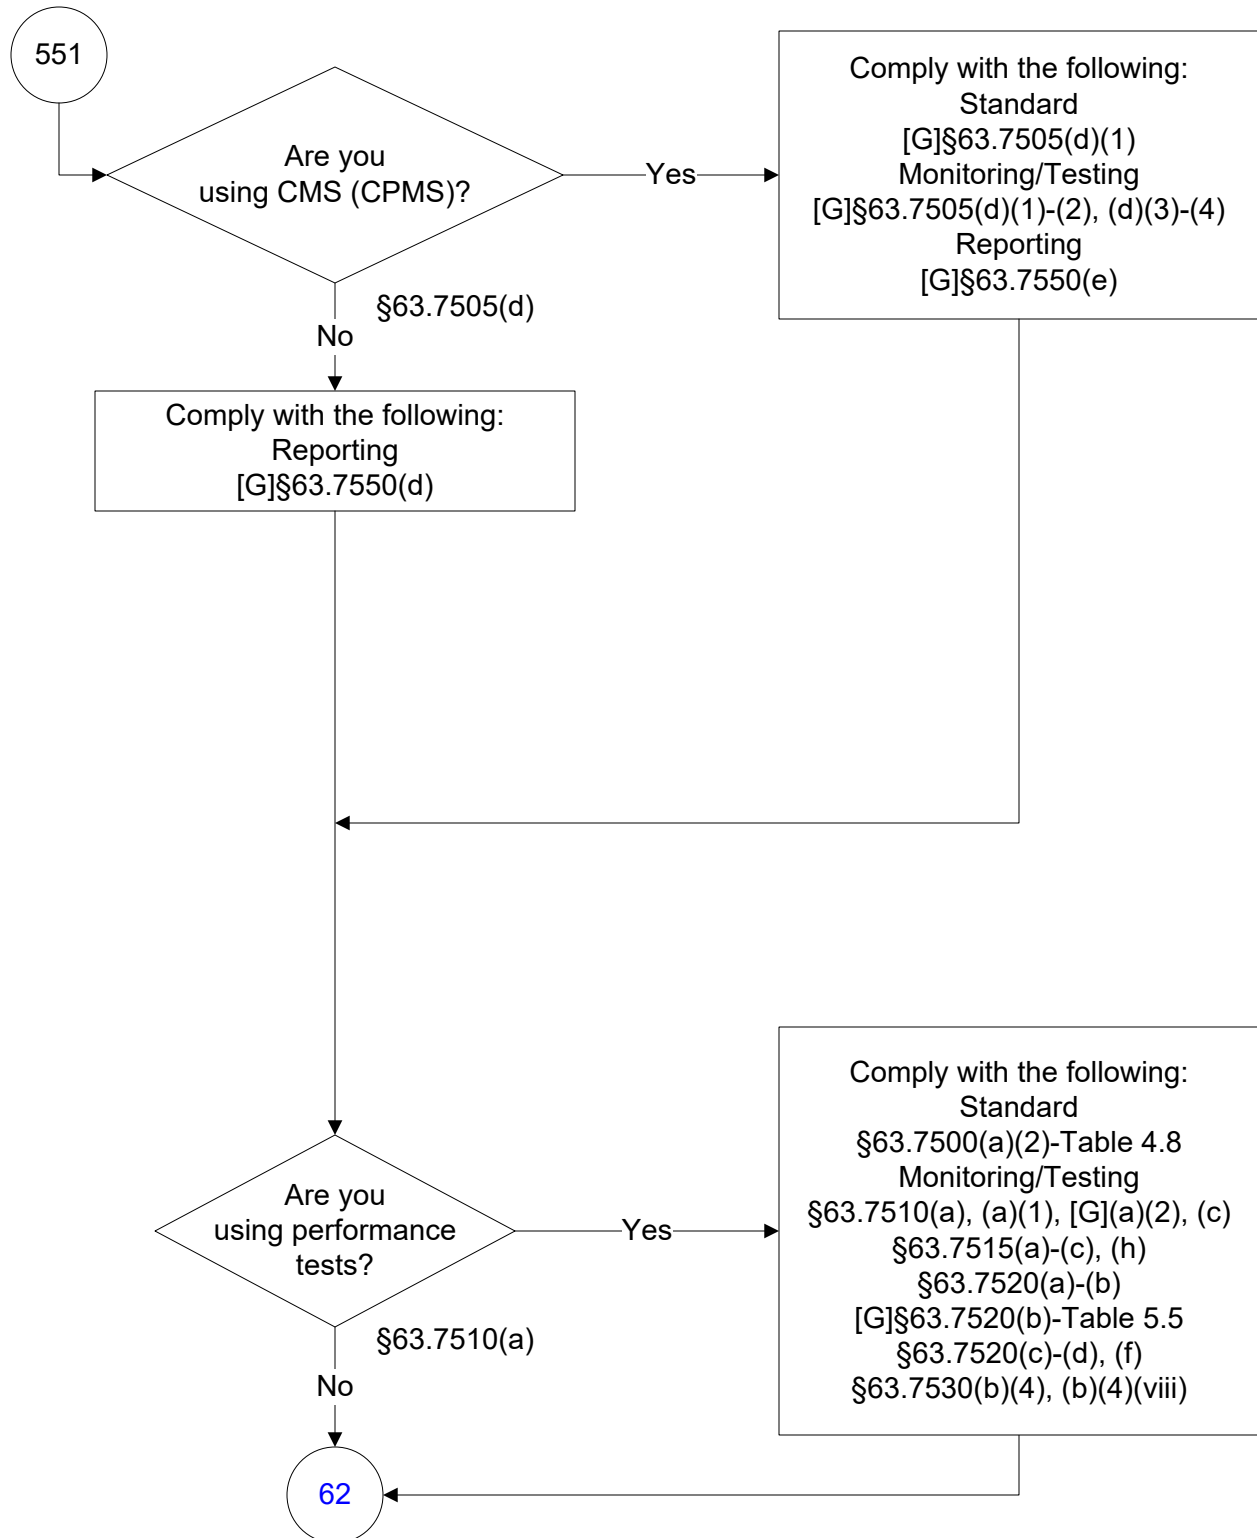 551
Are you
using CMS (CPMS)?
Yes
Comply with the following:
Standard
[G]§63.7505(d)(1)
Monitoring/Testing
[G]§63.7505(d)(1)-(2), (d)(3)-(4)
Reporting
[G]§63.7550(e)
§63.7505(d)
No
Comply with the following:
Reporting
[G]§63.7550(d)
Are you
using performance
tests?
Yes
Comply with the following:
Standard
§63.7500(a)(2)-Table 4.8
Monitoring/Testing
§63.7510(a), (a)(1), [G](a)(2), (c)
§63.7515(a)-(c), (h)
§63.7520(a)-(b)
[G]§63.7520(b)-Table 5.5
§63.7520(c)-(d), (f)
§63.7530(b)(4), (b)(4)(viii)
§63.7510(a)
No
62